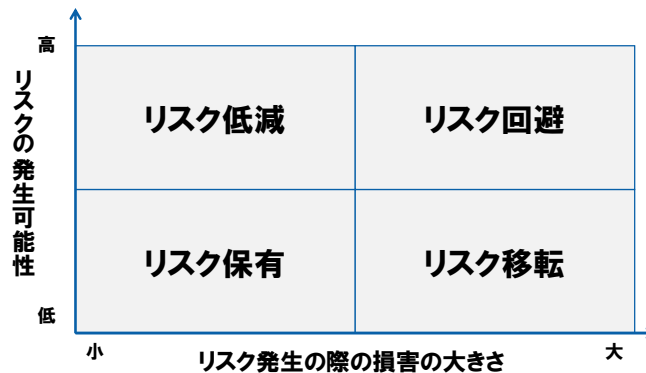 高
リスクの発生可能性
リスク低減
リスク回避
リスク保有
リスク移転
低
小
リスク発生の際の損害の大きさ
大